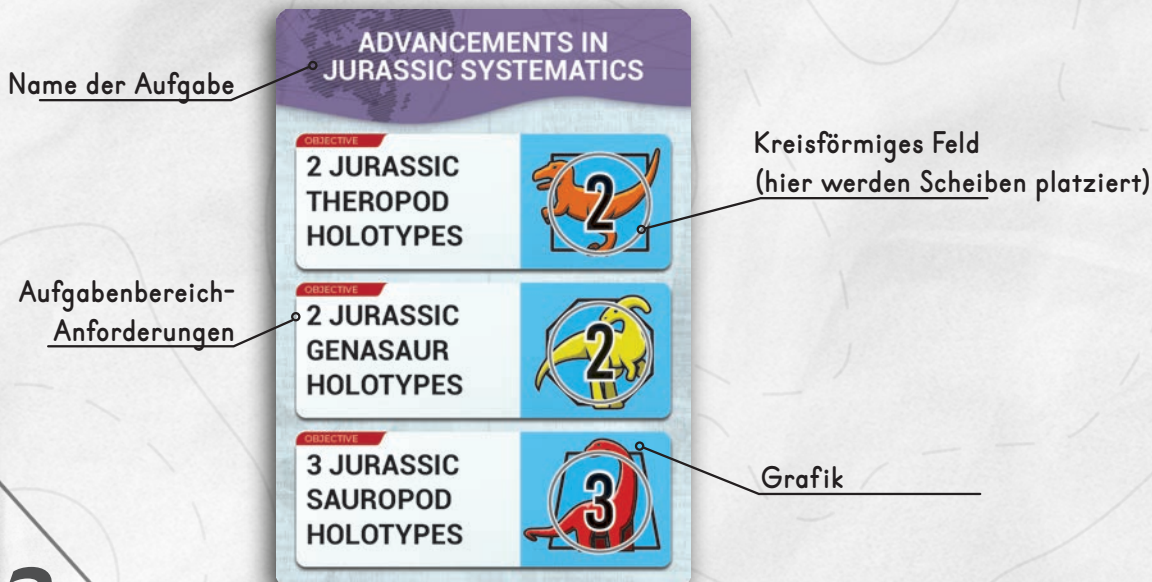 ADVANCEMENTS IN
JURASSIC SYSTEMATICS
Name der Aufgabe
OBJECTIVE
2 JURASSIC
THEROPOD
HOLOTYPES
2
Kreisförmiges Feld
(hier werden Scheiben platziert)
Aufgabenbereich-
Anforderungen
OBJECTIVE
2 JURASSIC
GENASAUR
HOLOTYPES
2
OBJECTIVE
3 JURASSIC
SAUROPOD
HOLOTYPES
3
Grafik